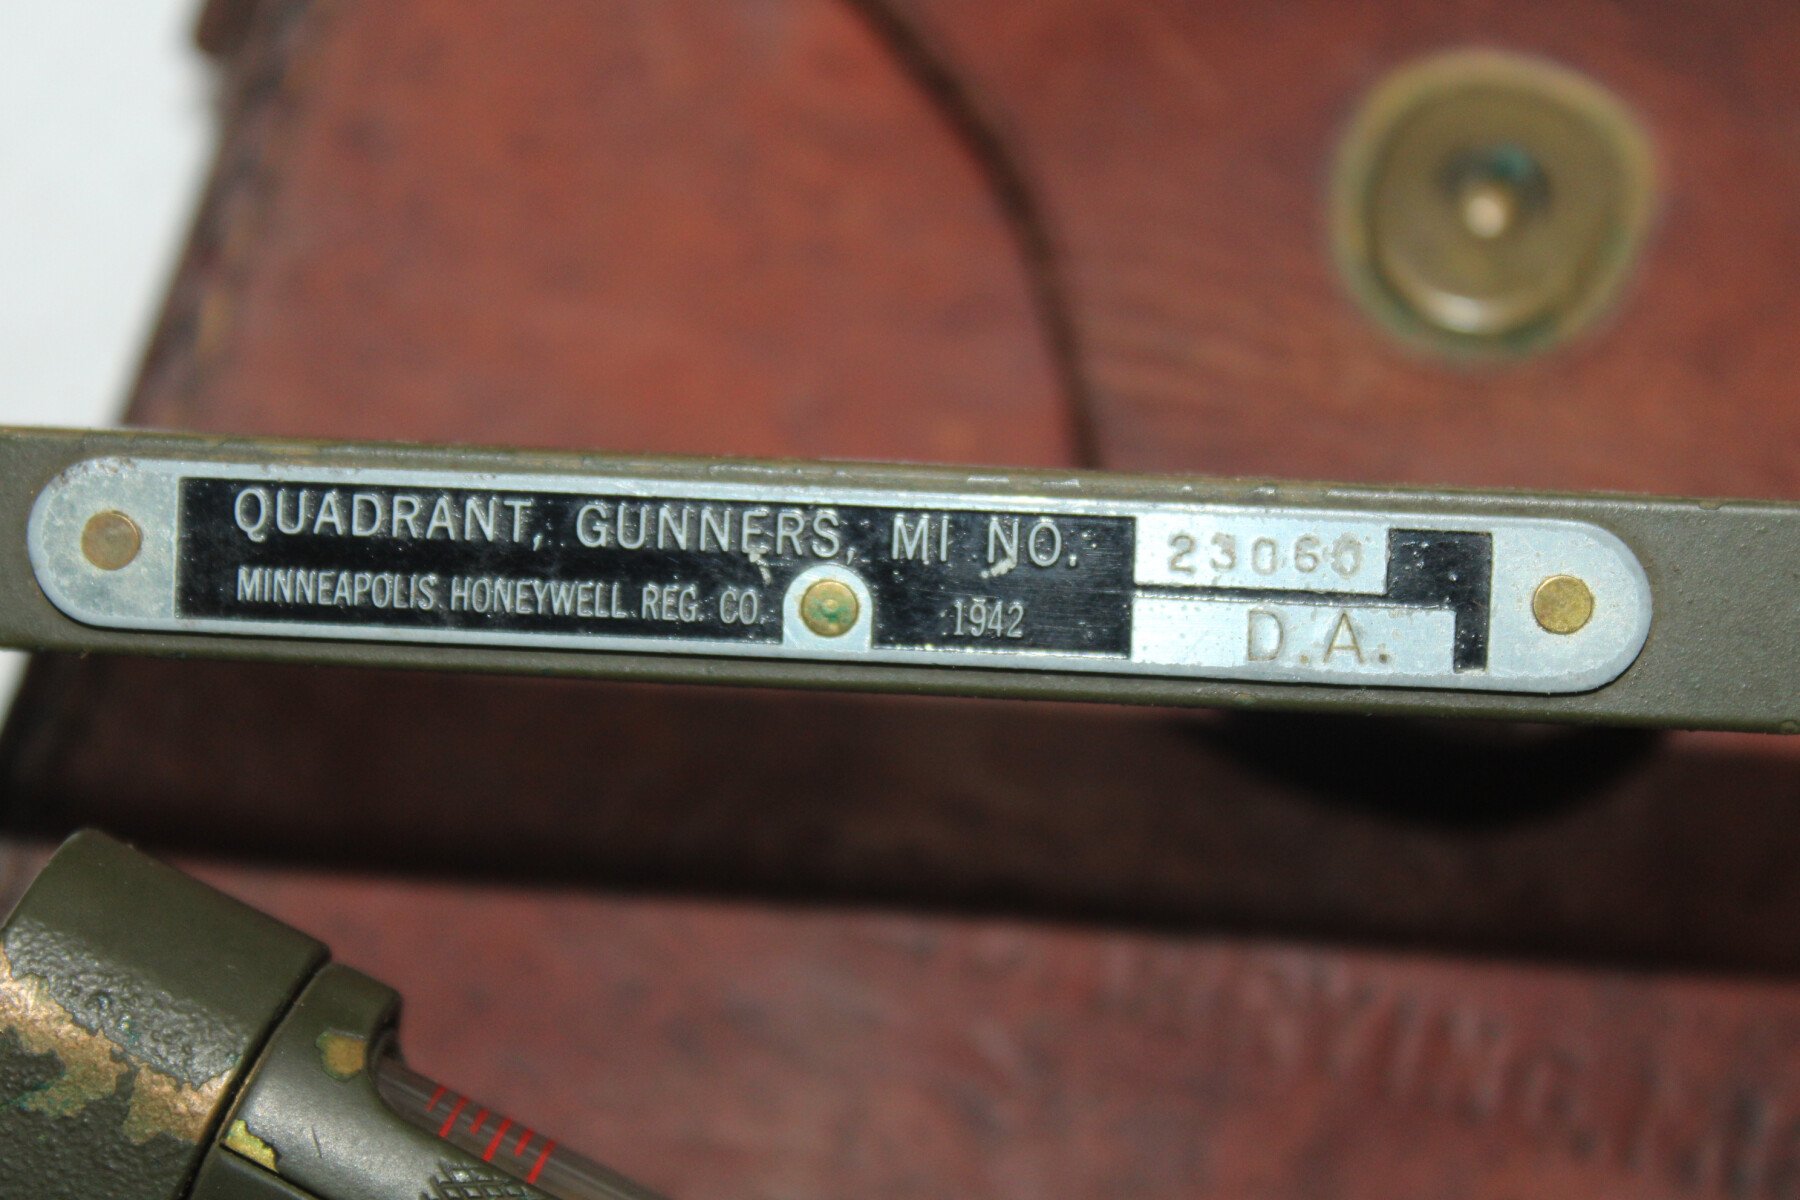 QUADRANT, GUNNERS, MI NO. 23060
MINNEAPOLIS HONEYWELL REG. CO. 1942 D.A.